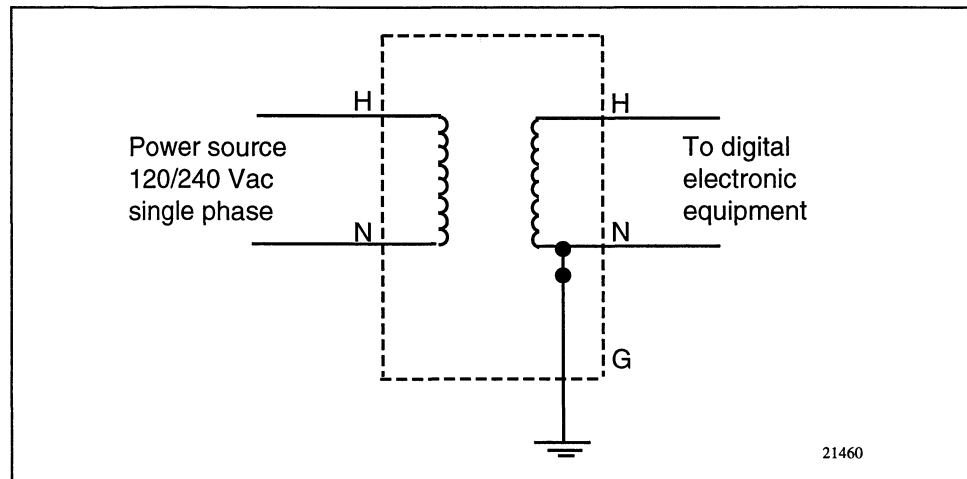 H
H
Power source
120/240 Vac
single phase
To digital
electronic
equipment
N
N
G
21460